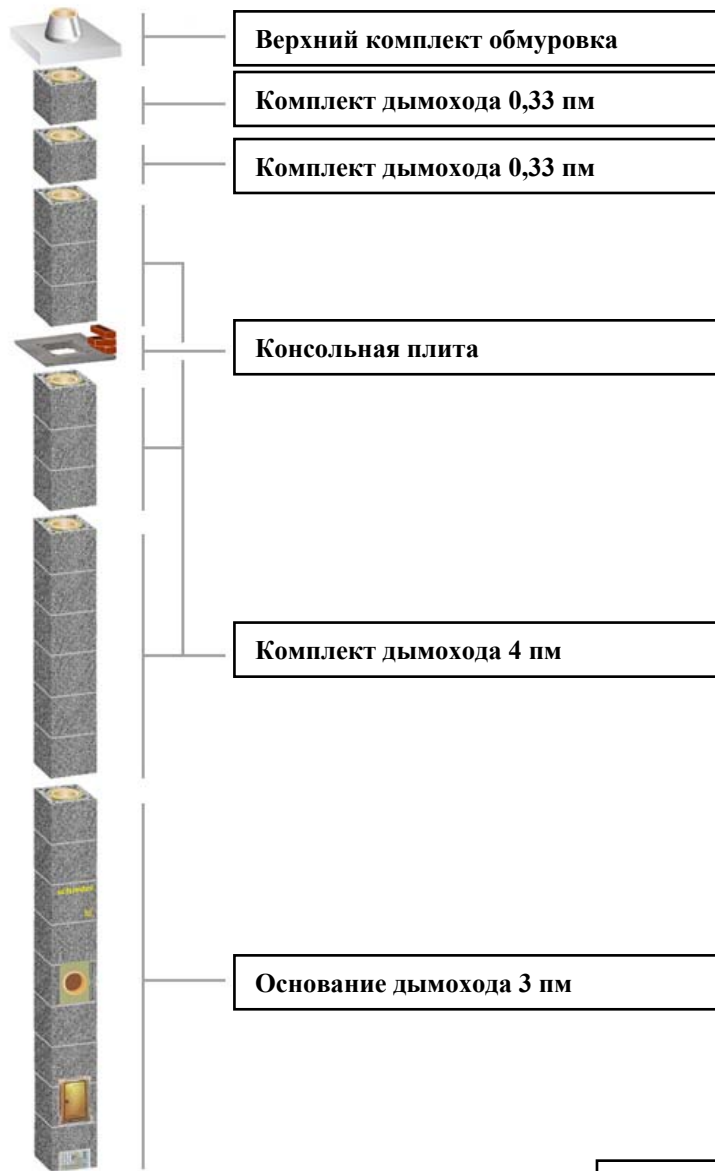 Верхний комплект обмуровка
Комплект дымохода 0,33 пм
Комплект дымохода 0,33 пм
Консольная плита
Комплект дымохода 4 пм
schiedel
Основание дымохода 3 пм